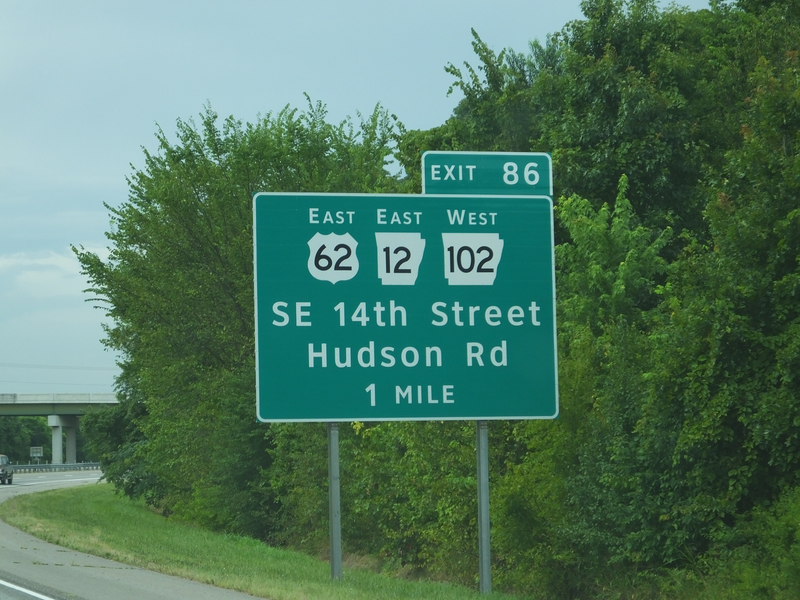 EXIT 86
EAST EAST WEST
62 12 102
SE 14th Street
Hudson Rd
1 MILE